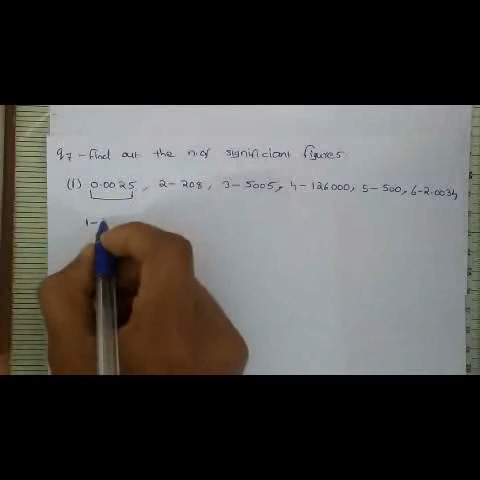 q7 - find out the n.of significiant figures.
(1) 0.0025, 2- 208, 3- 5005, 4- 126000, 5- 500, 6- 2.0034
1-